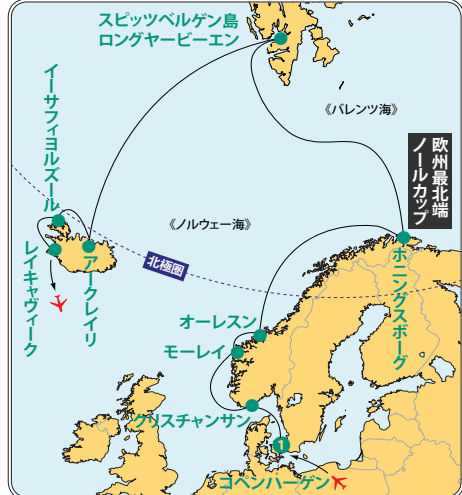 スピッツベルゲン島
ロングヤービーエン
イーサフィヨルズール
《バレンツ海》
欧州最北端
ノールカップ
《ノルウェー海》
北極圏
レイキャヴィーク
アークレイリ
ホニングスボーグ
オーレスン
モーレイ
クリスチャンサン
1
コペンハーゲン